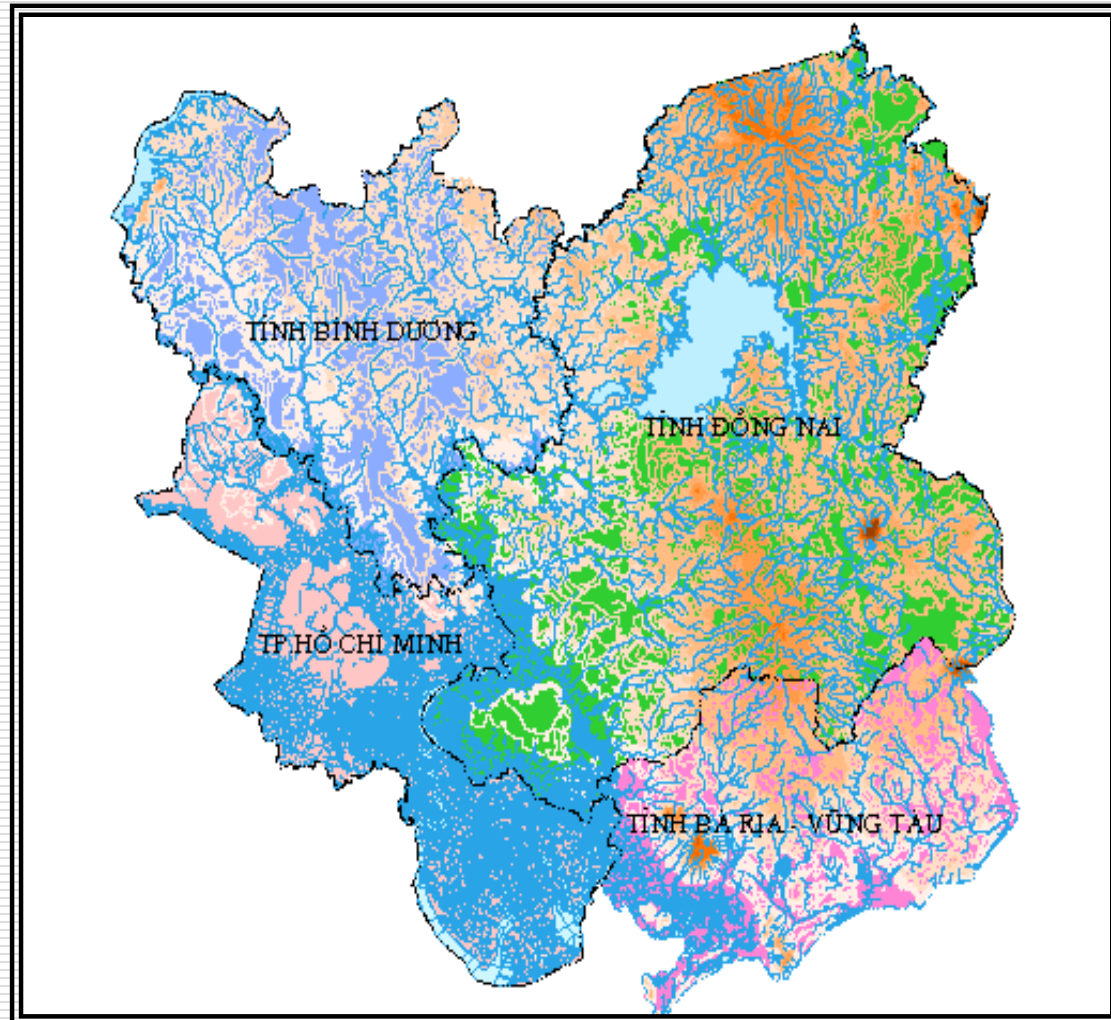 TỈNH BÌNH DƯƠNG
TỈNH ĐỒNG NAI
TP.HỒ CHÍ MINH
TỈNH BÀ RỊA - VŨNG TÀU